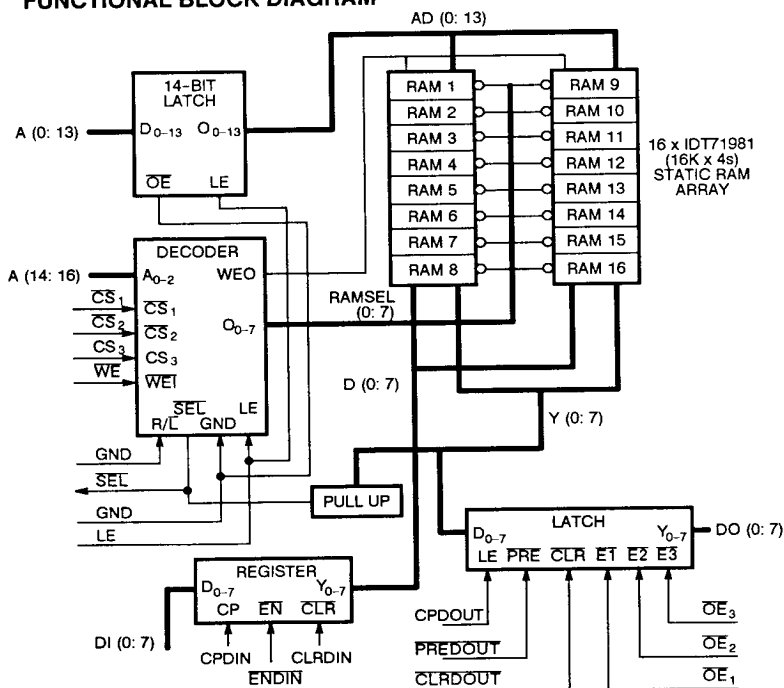 FUNCTIONAL BLOCK DIAGRAM
AD (0: 13)
14-BIT
LATCH
A (0: 13)
D0–13 O0–13
OE LE
RAM 1
RAM 2
RAM 3
RAM 4
RAM 5
RAM 6
RAM 7
RAM 8
RAM 9
RAM 10
RAM 11
RAM 12
RAM 13
RAM 14
RAM 15
RAM 16
16 x IDT71981
(16K x 4s)
STATIC RAM
ARRAY
DECODER
A (14: 16)
A0–2 WEO
CS1 CS1
CS2 CS2
CS3 CS3
WE WEI
O0–7
RAMSEL
(0: 7)
SEL LE
R/L GND
GND
SEL
GND
LE
D (0: 7)
Y (0: 7)
PULL UP
LATCH
D0–7 Y0–7
DO (0: 7)
LE PRE CLR E1 E2 E3
REGISTER
D0–7 Y0–7
CP EN CLR
DI (0: 7)
CPDIN CLRDIN
ENDIN
CPDOUT
PREDOUT
CLRDOUT
OE3
OE2
OE1